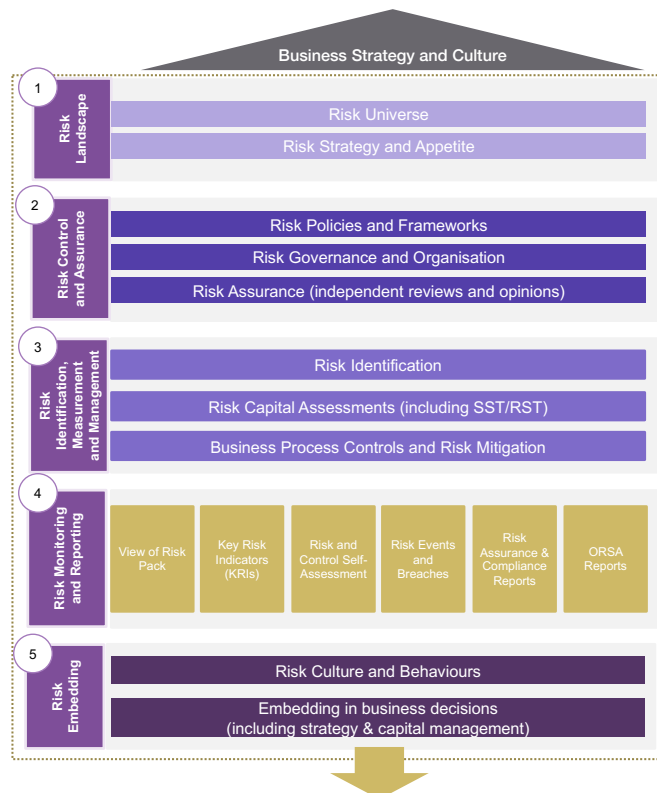 Business Strategy and Culture
1
Risk
Landscape
Risk Universe
Risk Strategy and Appetite
2
Risk Control
and Assurance
Risk Policies and Frameworks
Risk Governance and Organisation
Risk Assurance (independent reviews and opinions)
3
Risk
Identification,
Measurement
and Management
Risk Identification
Risk Capital Assessments (including SST/RST)
Business Process Controls and Risk Mitigation
4
Risk Monitoring
and Reporting
View of Risk
Pack
Key Risk
Indicators
(KRIs)
Risk and
Control Self-
Assessment
Risk Events
and
Breaches
Risk
Assurance &
Compliance
Reports
ORSA
Reports
5
Risk
Embedding
Risk Culture and Behaviours
Embedding in business decisions
(including strategy & capital management)